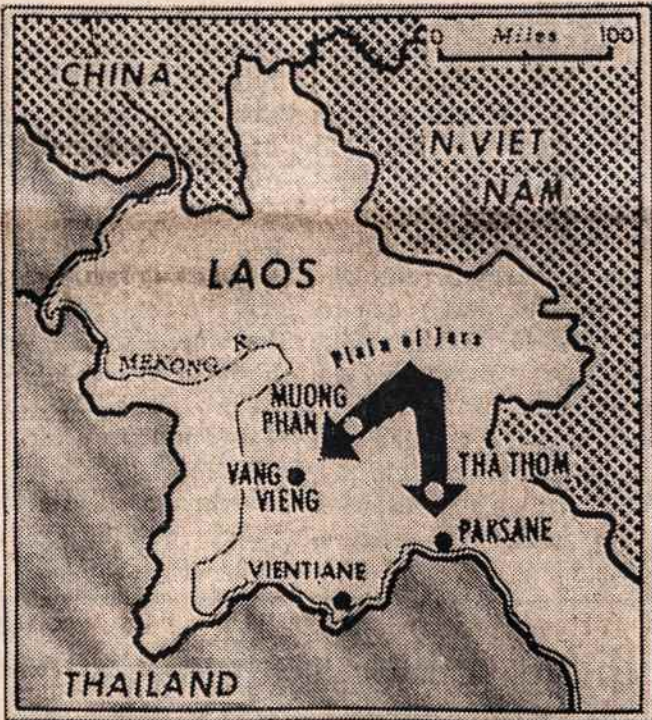 0 Miles 100
CHINA
N. VIET
NAM
LAOS
MEKONG R.
Plain of Jars
MUONG
PHAN
VANG
VIENG
THA THOM
PAKSANE
VIENTIANE
THAILAND